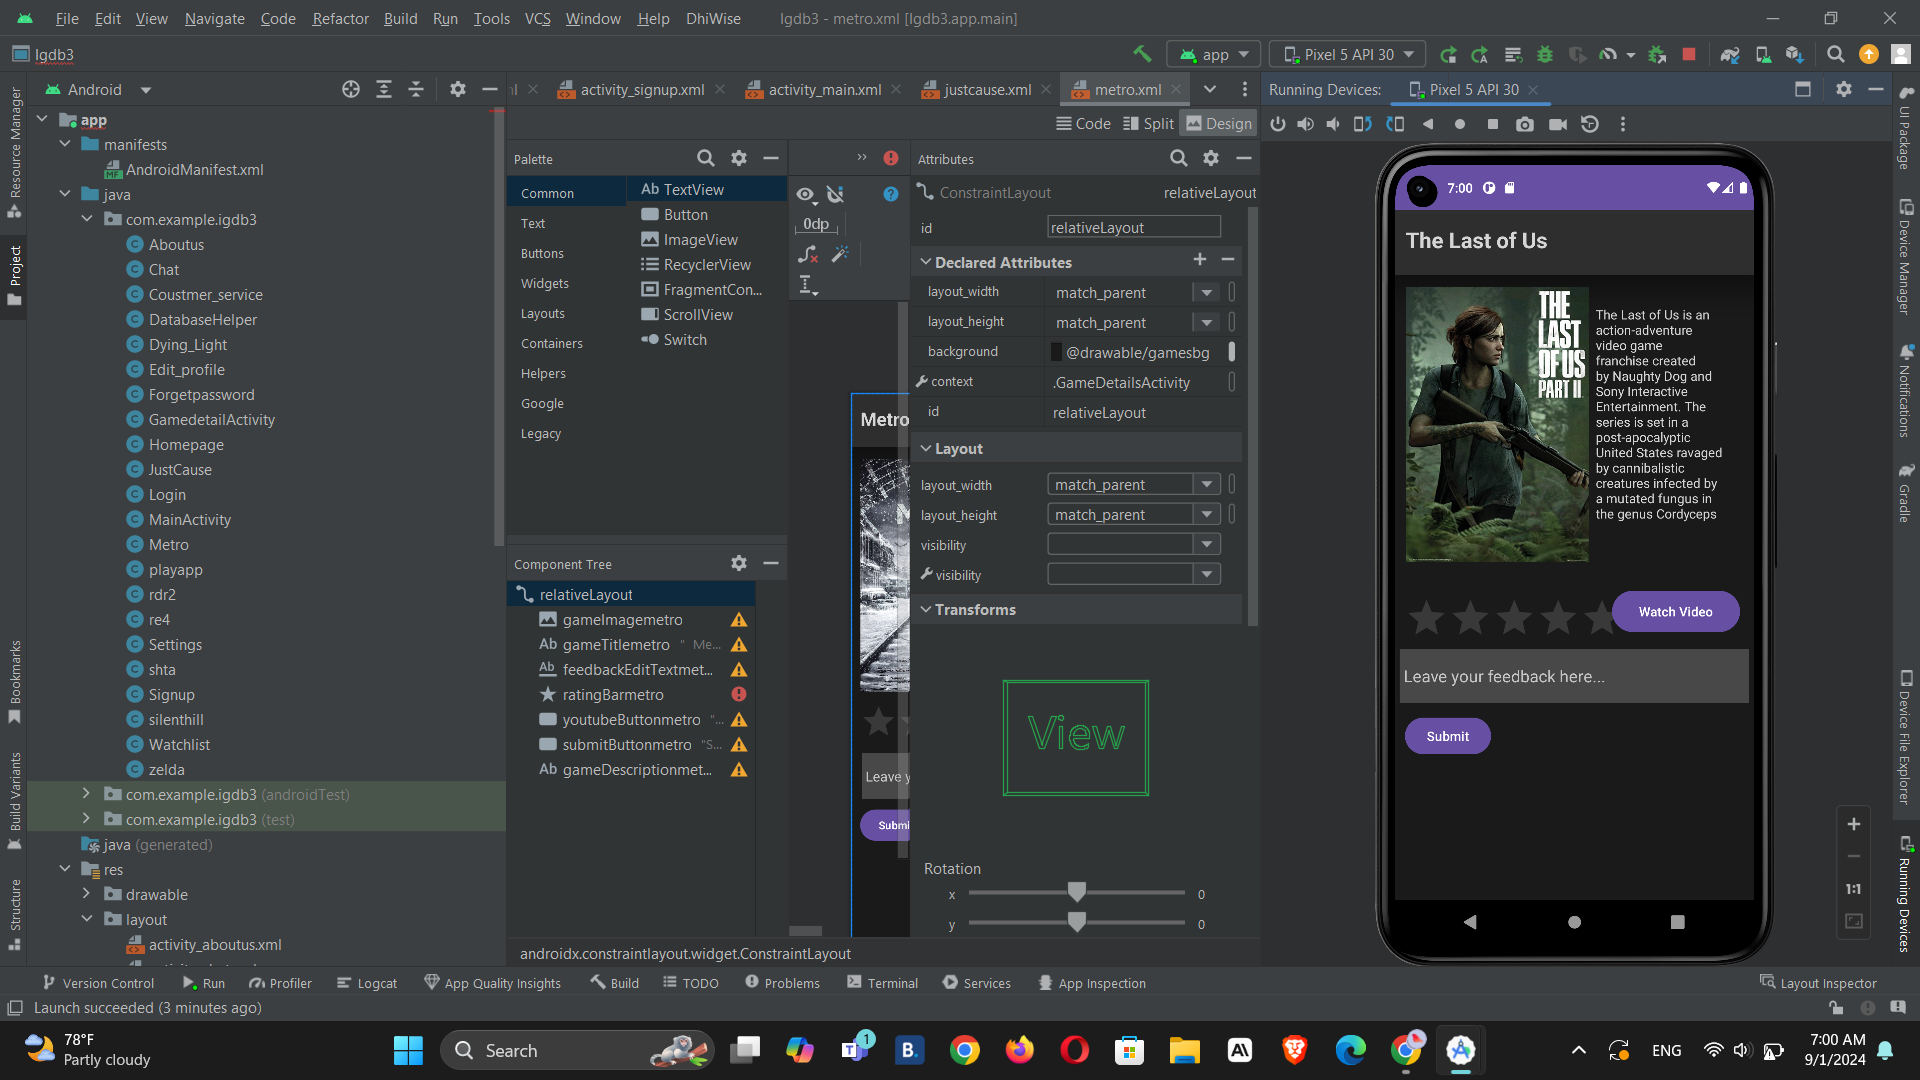 File Edit View Navigate Code Refactor Build Run Tools VCS Window Help DhiWise Igdb3 - metro.xml [Igdb3.app.main]
Igdb3
app
Pixel 5 API 30
Android
activity_signup.xml
activity_main.xml
justcause.xml
metro.xml
Running Devices:
Pixel 5 API 30
Code
Split
Design
Resource Manager
Project
Bookmarks
Build Variants
Structure
app
manifests
AndroidManifest.xml
java
com.example.igdb3
Aboutus
Chat
Coustmer_service
DatabaseHelper
Dying_Light
Edit_profile
Forgetpassword
GamedetailActivity
Homepage
JustCause
Login
MainActivity
Metro
playapp
rdr2
re4
Settings
shta
Signup
silenthill
Watchlist
zelda
com.example.igdb3 (androidTest)
com.example.igdb3 (test)
java (generated)
res
drawable
layout
activity_aboutus.xml
Palette
Common
Text
Buttons
Widgets
Layouts
Containers
Helpers
Google
Legacy
Ab TextView
Button
ImageView
RecyclerView
FragmentCon...
ScrollView
Switch
Component Tree
relativeLayout
gameImagemetro
Ab gameTitlemetro " Me...
Ab feedbackEditTextmet...
ratingBarmetro
youtubeButtonmetro "...
submitButtonmetro "S...
Ab gameDescriptionmet...
0dp
Metro
Leave y
Submi
Attributes
ConstraintLayout relativeLayout
id relativeLayout
Declared Attributes
layout_width match_parent
layout_height match_parent
background @drawable/gamesbg
context .GameDetailsActivity
id relativeLayout
Layout
layout_width match_parent
layout_height match_parent
visibility
visibility
Transforms
View
Rotation
x 0
y 0
androidx.constraintlayout.widget.ConstraintLayout
7:00
The Last of Us
THE
LAST
OF US
PART II
The Last of Us is an
action-adventure
video game
franchise created
by Naughty Dog and
Sony Interactive
Entertainment. The
series is set in a
post-apocalyptic
United States ravaged
by cannibalistic
creatures infected by
a mutated fungus in
the genus Cordyceps
Watch Video
Leave your feedback here...
Submit
1:1
UI Package
Device Manager
Notifications
Gradle
Device File Explorer
Running Devices
Version Control
Run
Profiler
Logcat
App Quality Insights
Build
TODO
Problems
Terminal
Services
App Inspection
Layout Inspector
Launch succeeded (3 minutes ago)
78°F
Partly cloudy
Search
1
B.
ENG
7:00 AM
9/1/2024